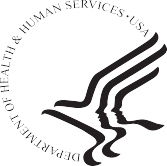 DEPARTMENT OF HEALTH & HUMAN SERVICES • USA